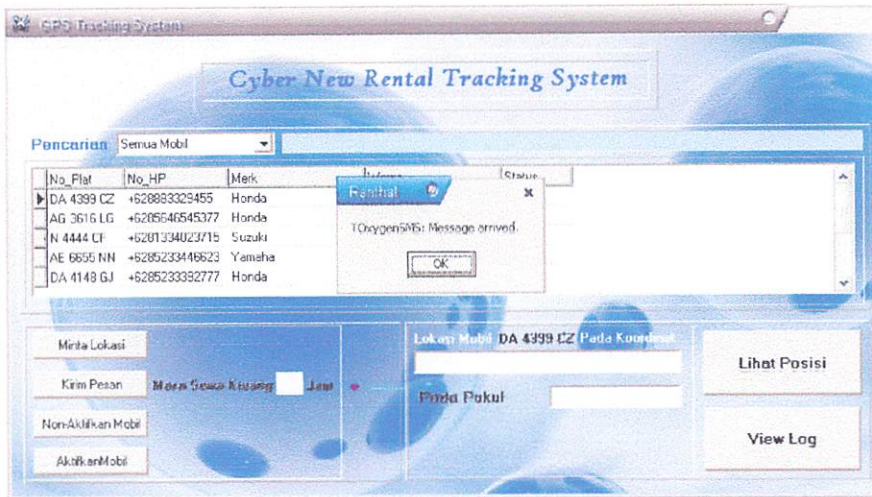 GPS Tracking System
Cyber New Rental Tracking System
Pencarian Semua Mobil
No_Plat No_HP Merk Status
DA 4399 CZ +628883329455 Honda
AG 3616 LG +6285646545377 Honda
N 4444 CF +6281334023715 Suzuki
AE 6655 NN +6285233446623 Yamaha
DA 4148 GJ +6285233392777 Honda
Renthal
TOxygenSMS: Message arrived.
OK
Minta Lokasi
Kirim Pesan
Non-Aktifkan Mobil
AktifkanMobil
Masa Sewa Kurang Jam
Lokasi Mobil DA 4399 CZ Pada Koordinat
Pada Pukul
Lihat Posisi
View Log